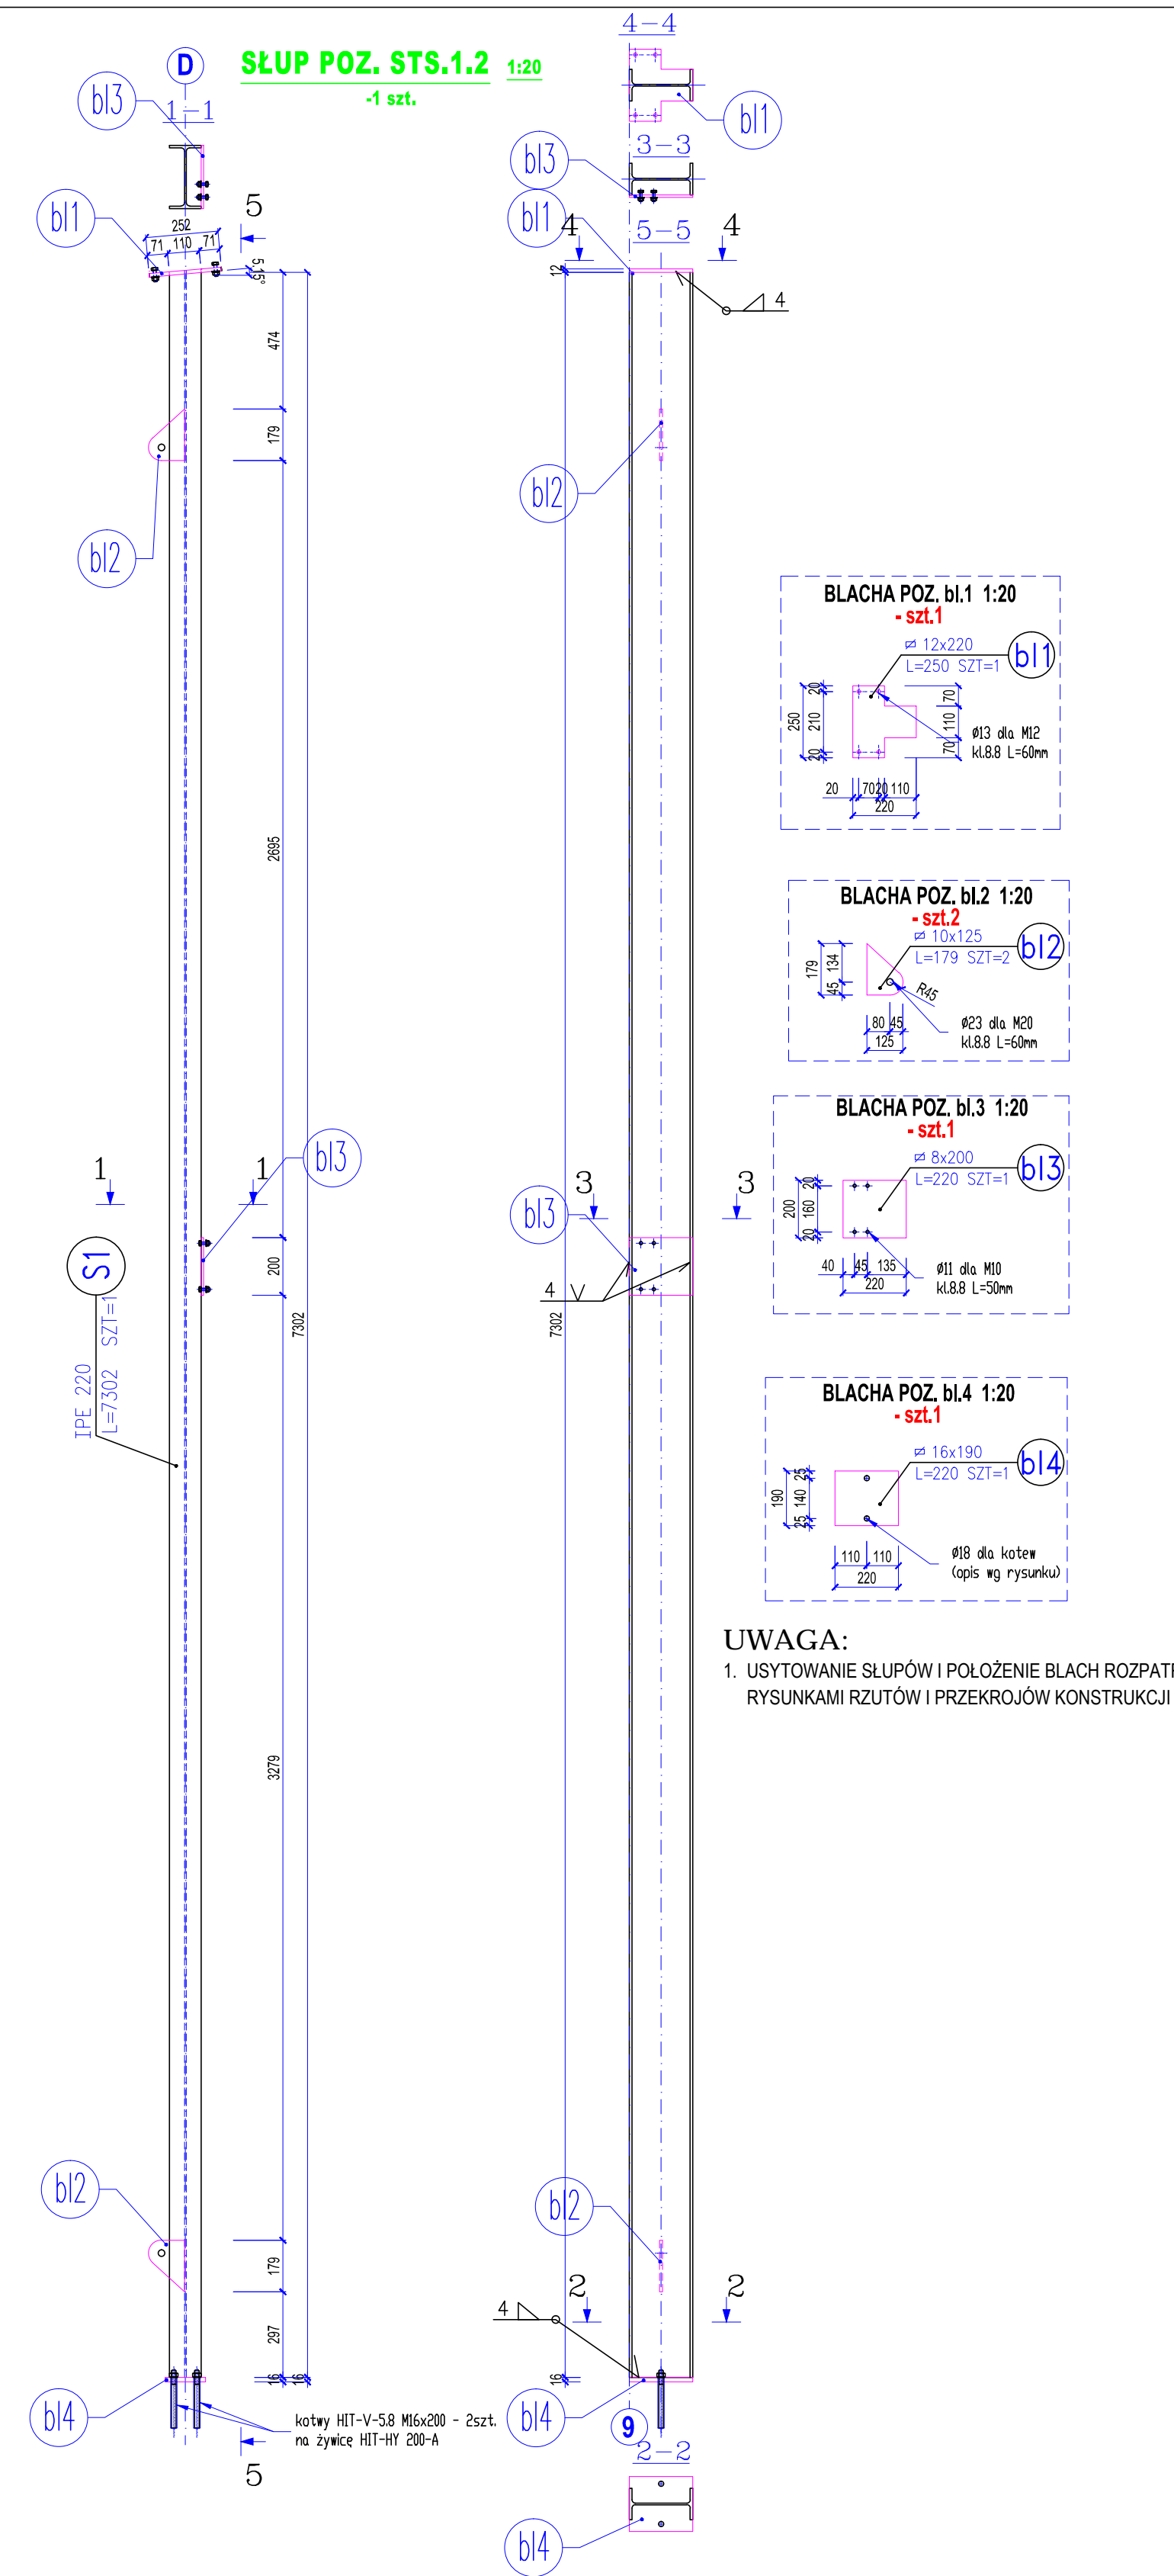 4-4
D
SŁUP POZ. STS.1.2 1:20
-1 szt.
bl3
1-1
bl1
3-3
bl3
bl1
bl1
5
252
71 110 71
5.15°
4
5-5
4
12
4
474
179
bl2
bl2
2695
BLACHA POZ. bl.1 1:20
- szt.1
12x220
L=250 SZT=1
bl1
250
20
210
20
70
110
70
Ø13 dla M12
kl.8.8 L=60mm
20 70 20 110
220
BLACHA POZ. bl.2 1:20
- szt.2
10x125
L=179 SZT=2
bl2
179
134
45
R45
80 45
125
Ø23 dla M20
kl.8.8 L=60mm
BLACHA POZ. bl.3 1:20
- szt.1
8x200
L=220 SZT=1
bl3
200
20
160
20
40 45 135
220
Ø11 dla M10
kl.8.8 L=50mm
1
1
bl3
3
3
bl3
S1
IPE 220
L=7302 SZT=1
200
7302
4
7302
BLACHA POZ. bl.4 1:20
- szt.1
16x190
L=220 SZT=1
bl4
190
25
140
25
110 110
220
Ø18 dla kotew
(opis wg rysunku)
UWAGA:
1. USYTOWANIE SŁUPÓW I POŁOŻENIE BLACH ROZPAT
RYSUNKAMI RZUTÓW I PRZEKROJÓW KONSTRUKCJI
3279
bl2
bl2
179
2
2
4
297
16
16
16
bl4
kotwy HIT-V-5.8 M16x200 - 2szt.
na żywicę HIT-HY 200-A
bl4
9
5
2-2
bl4